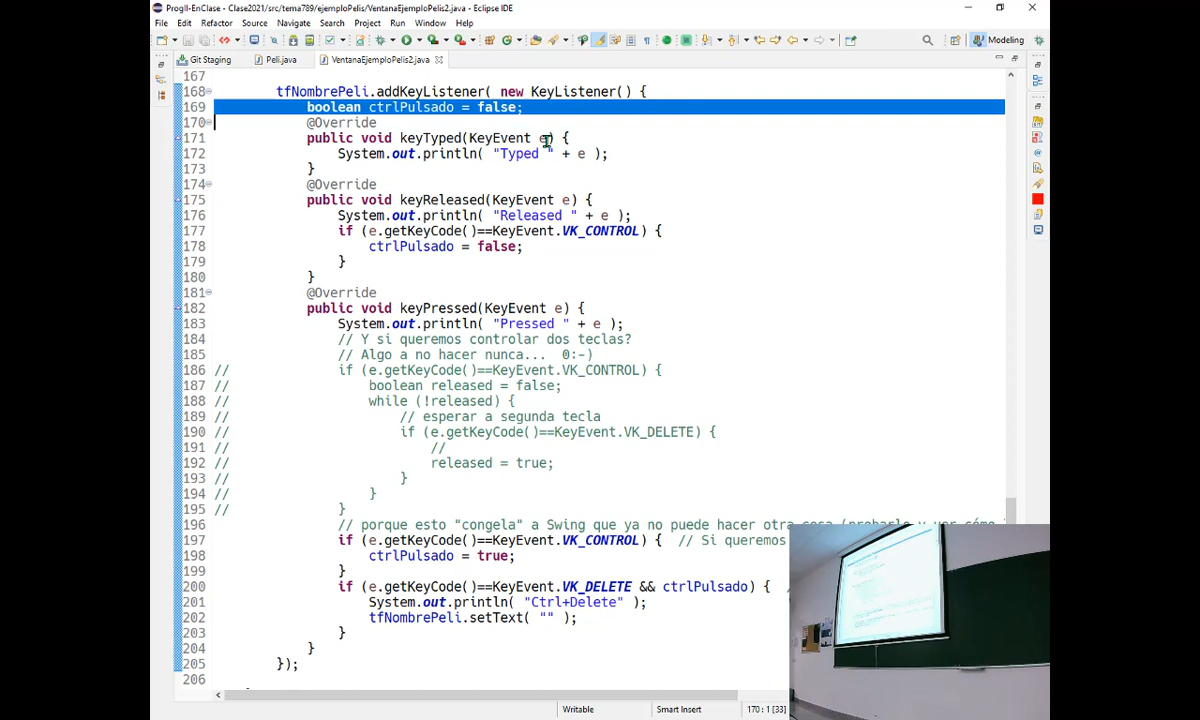 ProgII-EnClase - Clase2021/src/tema789/ejemploPelis/VentanaEjemploPelis2.java - Eclipse IDE
File Edit Refactor Source Navigate Search Project Run Window Help
Modeling
Git Staging Peli.java VentanaEjemploPelis2.java
167
168 tfNombrePeli.addKeyListener( new KeyListener() {
169 boolean ctrlPulsado = false;
170 @Override
171 public void keyTyped(KeyEvent e) {
172 System.out.println( "Typed " + e );
173 }
174 @Override
175 public void keyReleased(KeyEvent e) {
176 System.out.println( "Released " + e );
177 if (e.getKeyCode()==KeyEvent.VK_CONTROL) {
178 ctrlPulsado = false;
179 }
180 }
181 @Override
182 public void keyPressed(KeyEvent e) {
183 System.out.println( "Pressed " + e );
184 // Y si queremos controlar dos teclas?
185 // Algo a no hacer nunca... 0:-)
186 // if (e.getKeyCode()==KeyEvent.VK_CONTROL) {
187 // boolean released = false;
188 // while (!released) {
189 // // esperar a segunda tecla
190 // if (e.getKeyCode()==KeyEvent.VK_DELETE) {
191 // //
192 // released = true;
193 // }
194 // }
195 // }
196 // porque esto "congela" a Swing que ya no puede hacer otra cosa (probarlo y ver cómo
197 if (e.getKeyCode()==KeyEvent.VK_CONTROL) { // Si queremos
198 ctrlPulsado = true;
199 }
200 if (e.getKeyCode()==KeyEvent.VK_DELETE && ctrlPulsado) {
201 System.out.println( "Ctrl+Delete" );
202 tfNombrePeli.setText( "" );
203 }
204 }
205 });
206
Writable Smart Insert 170 : 1 [33]